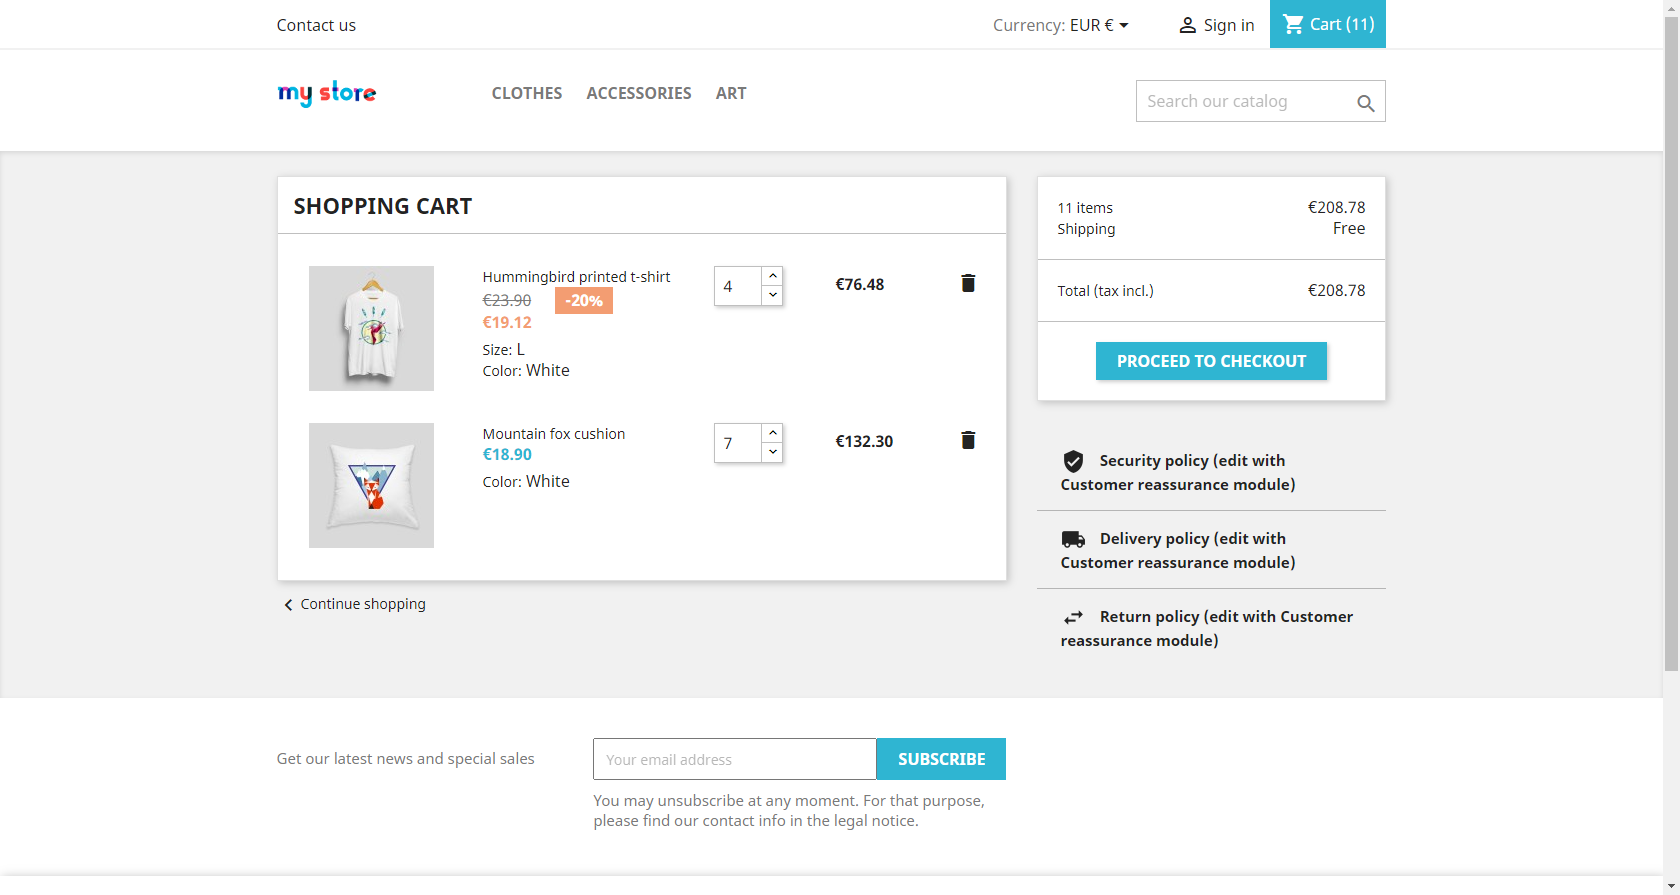 Contact us
Currency: EUR €
Sign in
Cart (11)
my store
CLOTHES
ACCESSORIES
ART
Search our catalog
SHOPPING CART
Hummingbird printed t-shirt
€23.90
-20%
€19.12
Size: L
Color: White
4
€76.48
Mountain fox cushion
€18.90
Color: White
7
€132.30
Continue shopping
11 items
€208.78
Shipping
Free
Total (tax incl.)
€208.78
PROCEED TO CHECKOUT
Security policy (edit with
Customer reassurance module)
Delivery policy (edit with
Customer reassurance module)
Return policy (edit with Customer
reassurance module)
Get our latest news and special sales
Your email address
SUBSCRIBE
You may unsubscribe at any moment. For that purpose,
please find our contact info in the legal notice.